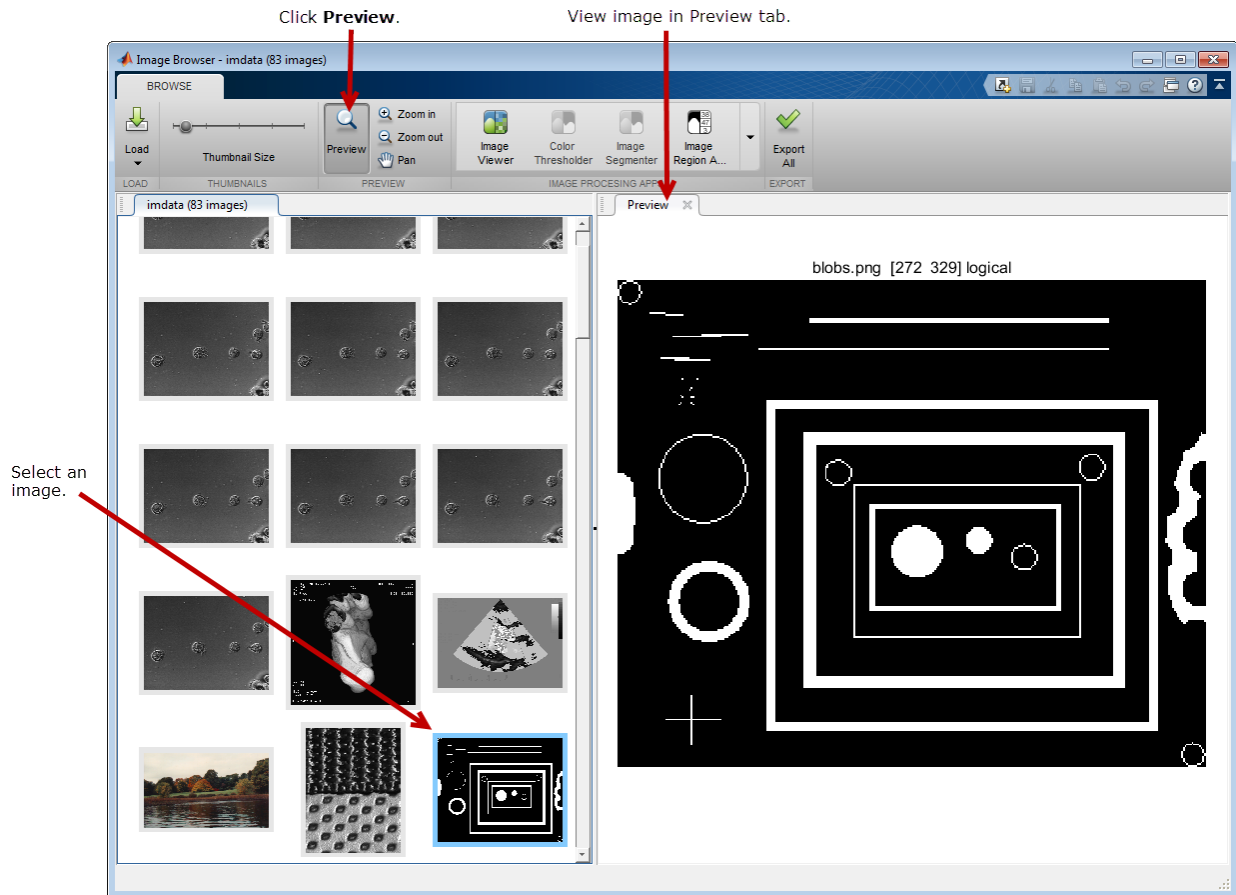 Click Preview.
View image in Preview tab.
Image Browser - imdata (83 images)
BROWSE
Load
Thumbnail Size
Preview
Zoom in
Zoom out
Pan
Image
Viewer
Color
Thresholder
Image
Segmenter
Image
Region A...
Export
All
LOAD
THUMBNAILS
PREVIEW
IMAGE PROCESING APP
EXPORT
imdata (83 images)
Preview
blobs.png [272 329] logical
Select an
image.